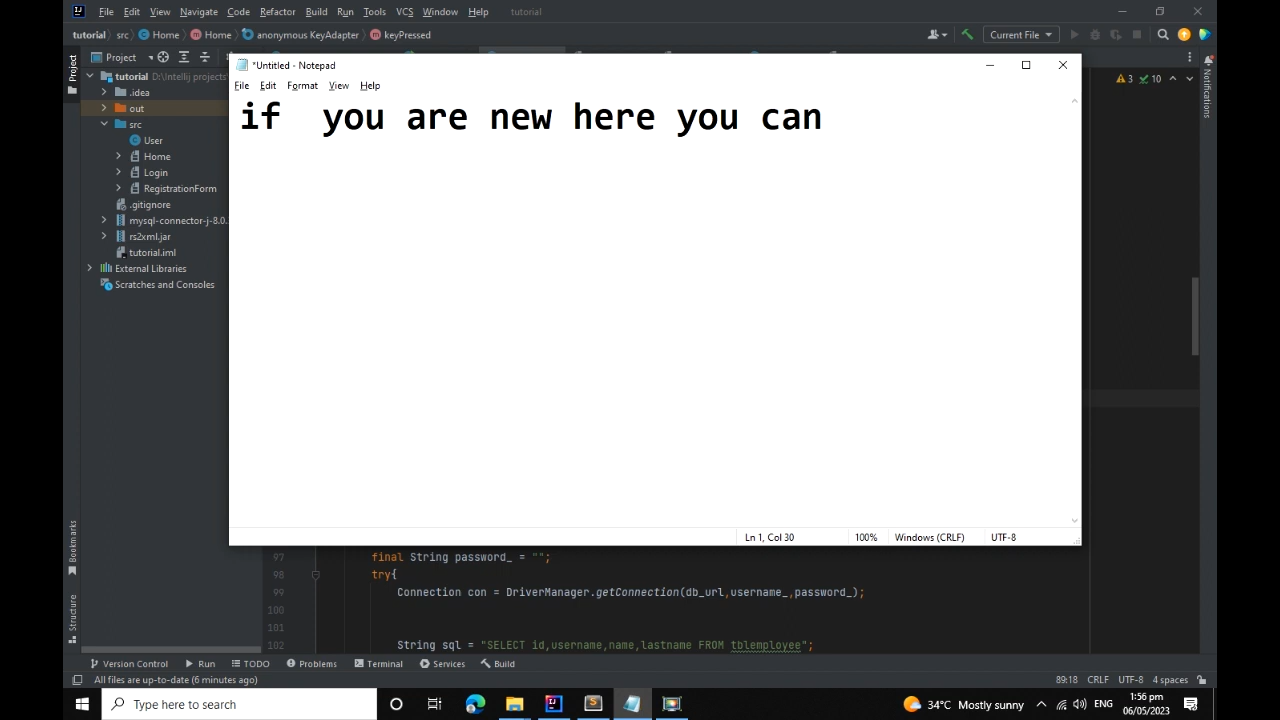 File Edit View Navigate Code Refactor Build Run Tools VCS Window Help tutorial
tutorial src Home Home anonymous KeyAdapter keyPressed Current File
Project
Project
*Untitled - Notepad
File Edit Format View Help
if  you are new here you can
Ln 1, Col 30 100% Windows (CRLF) UTF-8
tutorial D:\Intellij projects
.idea
out
src
User
Home
Login
RegistrationForm
.gitignore
mysql-connector-j-8.0.
rs2xml.jar
tutorial.iml
External Libraries
Scratches and Consoles
3 10
Notifications
Bookmarks
Structure
97 final String password_ = "";
98 try{
99 Connection con = DriverManager.getConnection(db_url,username_,password_);
100
101
102 String sql = "SELECT id,username,name,lastname FROM tblemployee";
Version Control Run TODO Problems Terminal Services Build
All files are up-to-date (6 minutes ago) 89:18 CRLF UTF-8 4 spaces
Type here to search 34°C Mostly sunny ENG 1:56 pm
06/05/2023